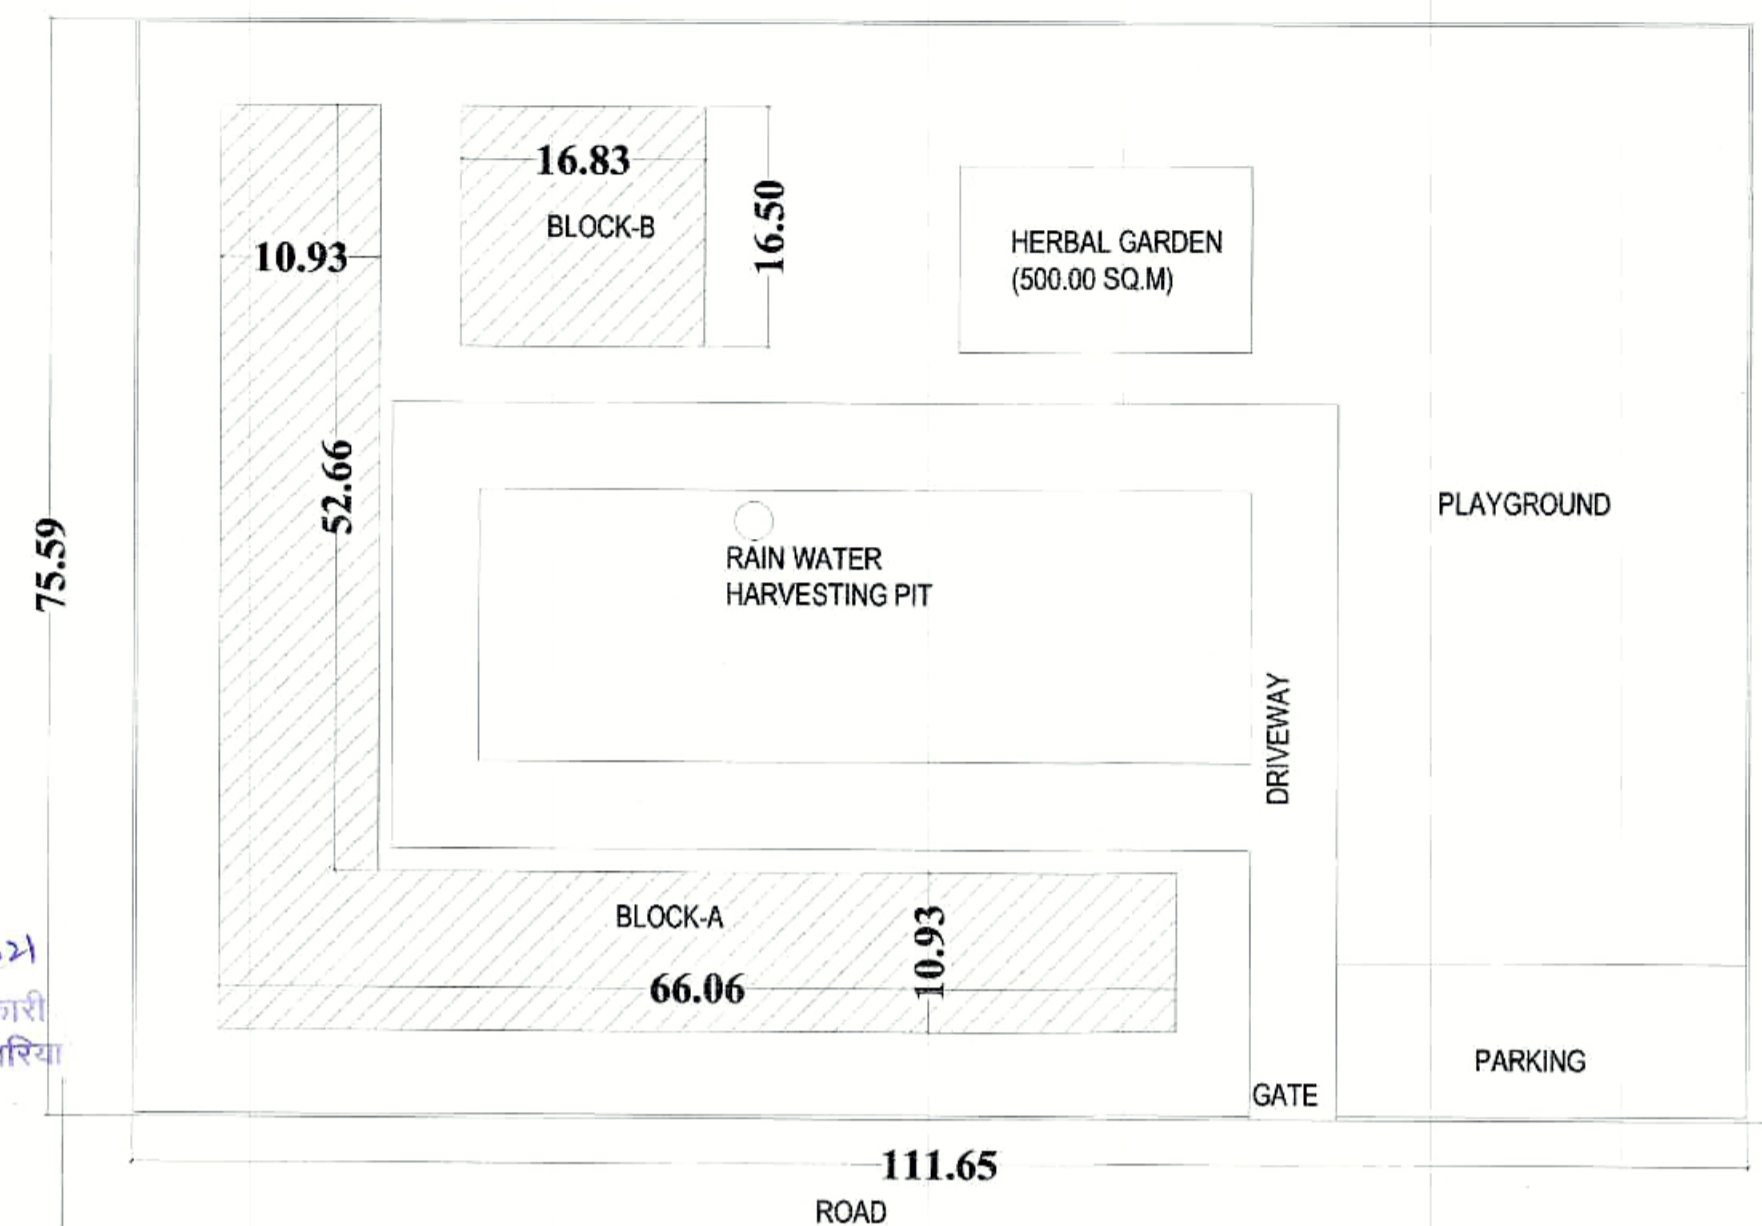 16.83
BLOCK-B
16.50
10.93
HERBAL GARDEN
(500.00 SQ.M)
52.66
75.59
PLAYGROUND
RAIN WATER
HARVESTING PIT
DRIVEWAY
BLOCK-A
10.93
66.06
PARKING
GATE
111.65
ROAD